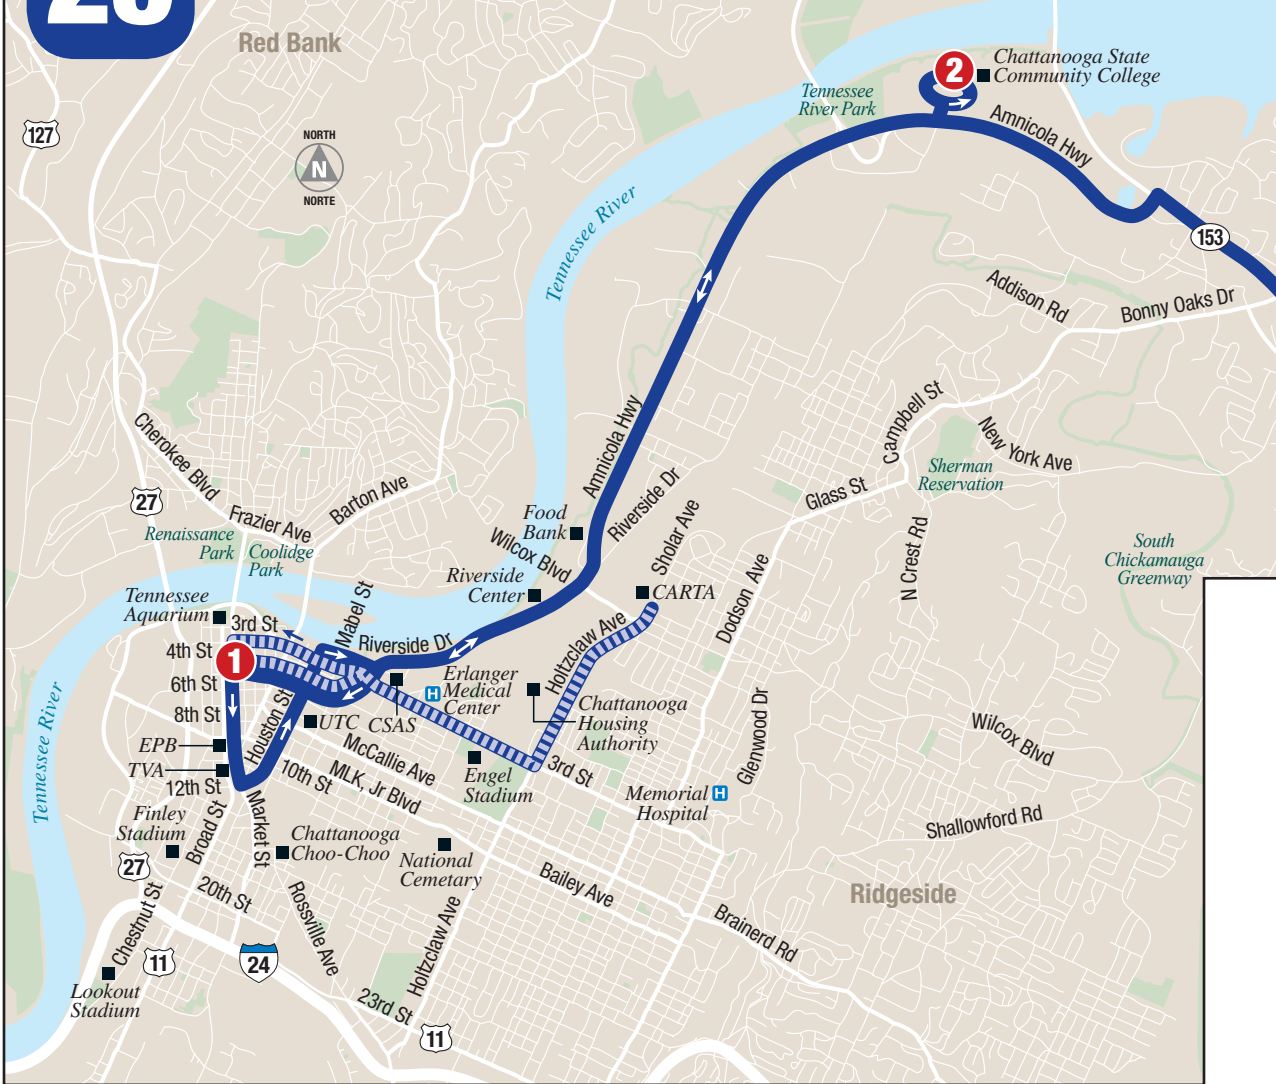 Red Bank
2
Chattanooga State
Community College
Tennessee
River Park
Amnicola Hwy
127
NORTH
N
NORTE
Tennessee River
153
Addison Rd
Bonny Oaks Dr
Campbell St
New York Ave
Sherman
Reservation
Cherokee Blvd
Amnicola Hwy
Riverside Dr
Glass St
27
Frazier Ave
Barton Ave
Food
Bank
Wilcox Blvd
Sholar Ave
Renaissance
Park
Coolidge
Park
N Crest Rd
South
Chickamauga
Greenway
Riverside
Center
CARTA
Dodson Ave
Tennessee
Aquarium
Mabel St
3rd St
4th St
1
Riverside Dr
Holtzclaw Ave
6th St
H
Erlanger
Medical
Center
8th St
Houston St
UTC
CSAS
Chattanooga
Housing
Authority
Glenwood Dr
Wilcox Blvd
EPB
TVA
McCallie Ave
10th St
MLK, Jr Blvd
Engel
Stadium
3rd St
12th St
Tennessee River
Memorial
Hospital
H
Finley
Stadium
Broad St
Market St
Chattanooga
Choo-Choo
National
Cemetary
Shallowford Rd
27
Bailey Ave
Ridgeside
20th St
Rossville Ave
Chestnut St
Holtzclaw Ave
Brainerd Rd
11
24
Lookout
Stadium
23rd St
11